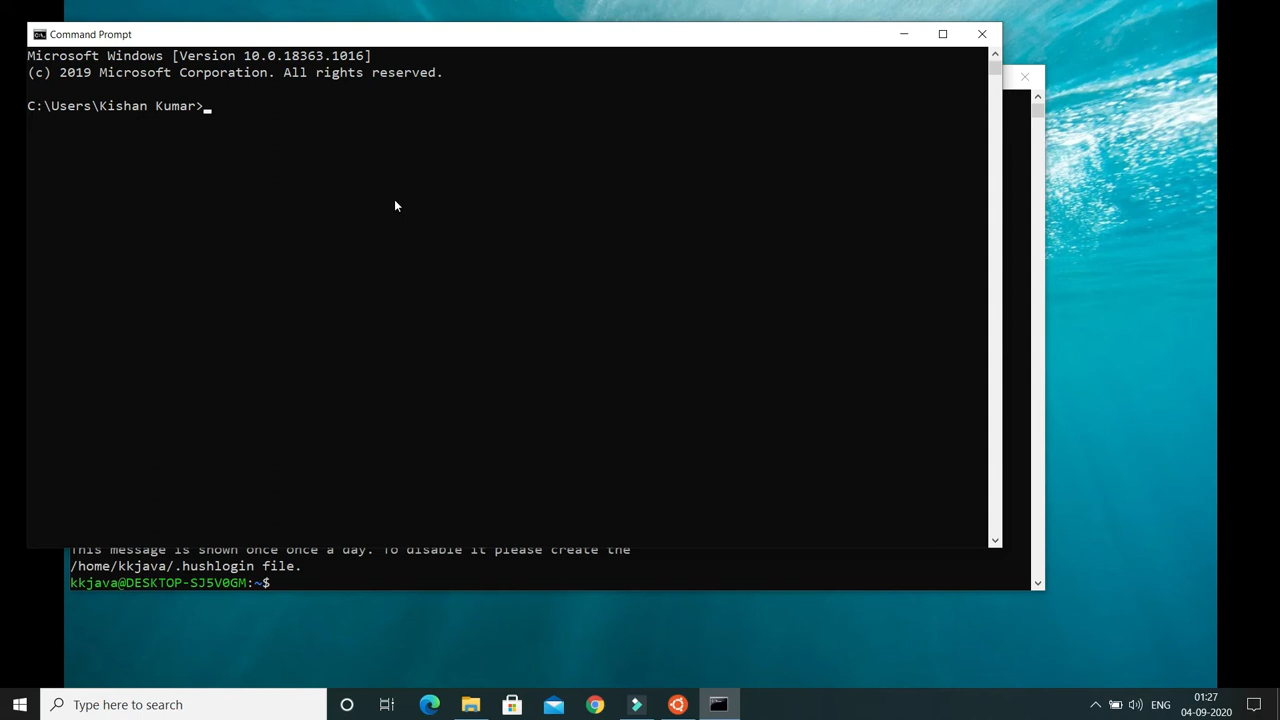 Command Prompt
Microsoft Windows [Version 10.0.18363.1016]
(c) 2019 Microsoft Corporation. All rights reserved.
C:\Users\Kishan Kumar>_
This message is shown once once a day. To disable it please create the
/home/kkjava/.hushlogin file.
kkjava@DESKTOP-SJ5V0GM:~$
Type here to search
ENG
01:27
04-09-2020